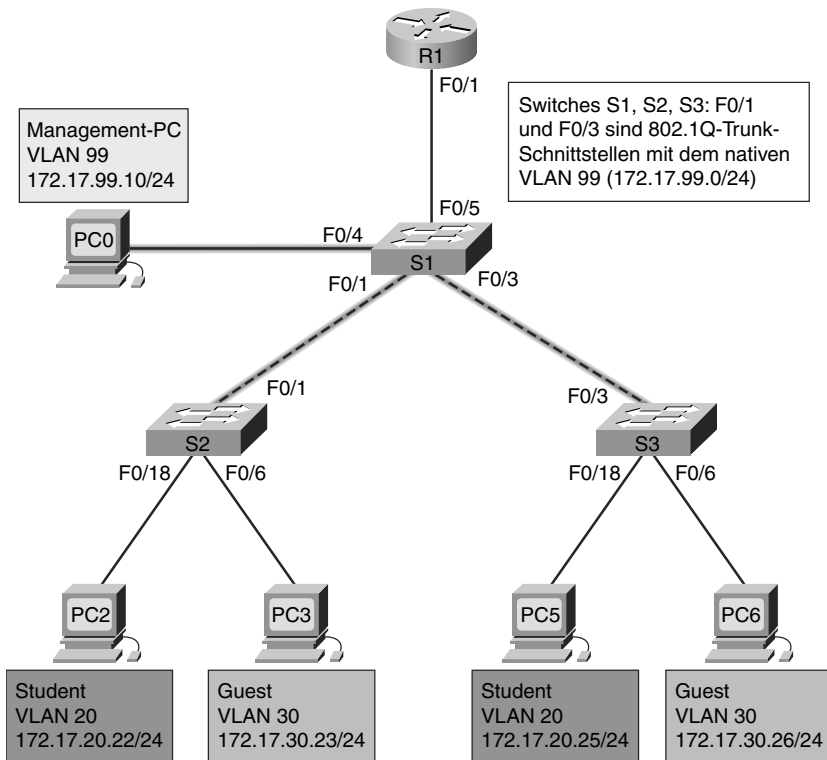 R1
F0/1
Switches S1, S2, S3: F0/1
und F0/3 sind 802.1Q-Trunk-
Schnittstellen mit dem nativen
VLAN 99 (172.17.99.0/24)
Management-PC
VLAN 99
172.17.99.10/24
F0/5
PC0
F0/4
S1
F0/1
F0/3
F0/1
F0/3
S2
S3
F0/18
F0/6
F0/18
F0/6
PC2
PC3
PC5
PC6
Student
VLAN 20
172.17.20.22/24
Guest
VLAN 30
172.17.30.23/24
Student
VLAN 20
172.17.20.25/24
Guest
VLAN 30
172.17.30.26/24